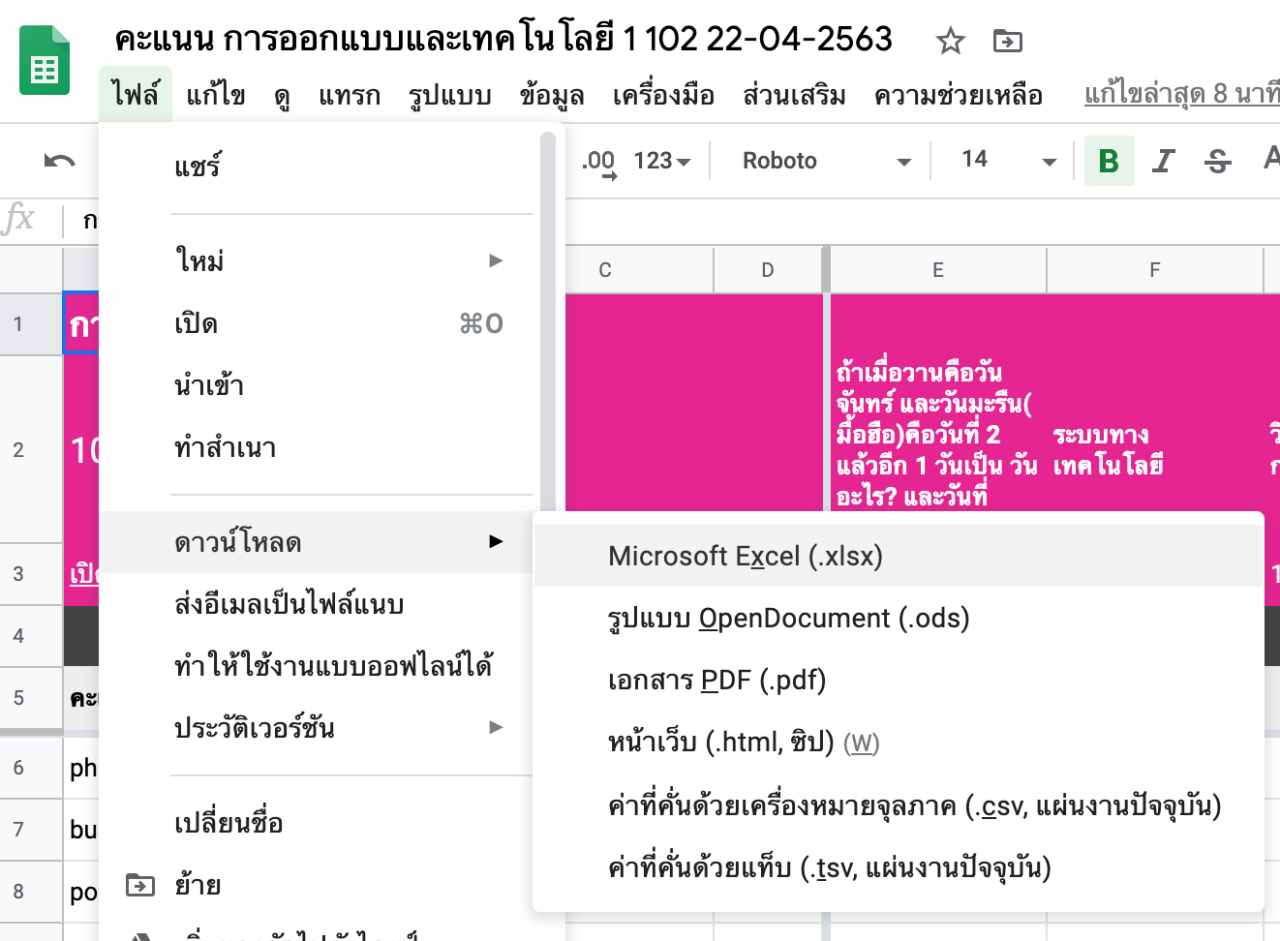 คะแนน การออกแบบและเทคโนโลยี 1 102 22-04-2563
ไฟล์ แก้ไข ดู แทรก รูปแบบ ข้อมูล เครื่องมือ ส่วนเสริม ความช่วยเหลือ แก้ไขล่าสุด 8 นาที
.00 123 Roboto 14 B I S A
fx
แชร์
ใหม่
เปิด ⌘O
นำเข้า
ทำสำเนา
ดาวน์โหลด
ส่งอีเมลเป็นไฟล์แนบ
ทำให้ใช้งานแบบออฟไลน์ได้
ประวัติเวอร์ชัน
เปลี่ยนชื่อ
ย้าย
C D E F
1
2
3
4
5
6 ph
7 bu
8 po
10
ถ้าเมื่อวานคือวัน
จันทร์ และวันมะรืน(
มื้อฮือ)คือวันที่ 2
แล้วอีก 1 วันเป็น วัน
อะไร? และวันที่
ระบบทาง
เทคโนโลยี
Microsoft Excel (.xlsx)
รูปแบบ OpenDocument (.ods)
เอกสาร PDF (.pdf)
หน้าเว็บ (.html, ซิป) (W)
ค่าที่คั่นด้วยเครื่องหมายจุลภาค (.csv, แผ่นงานปัจจุบัน)
ค่าที่คั่นด้วยแท็บ (.tsv, แผ่นงานปัจจุบัน)